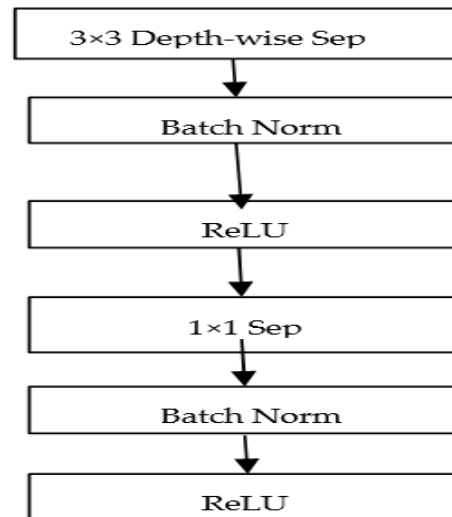 3×3 Depth-wise Sep
Batch Norm
ReLU
1×1 Sep
Batch Norm
ReLU